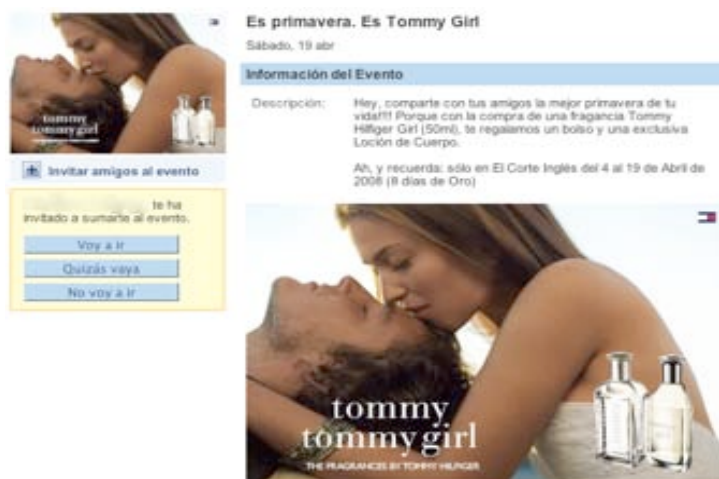 Es primavera. Es Tommy Girl
Sábado, 19 abr
Información del Evento
Descripción:
Hey, comparte con tus amigos la mejor primavera de tu
vida!!!! Porque con la compra de una fragancia Tommy
Hilfiger Girl (50ml), te regalamos un bolso y una exclusiva
Loción de Cuerpo.
Ah, y recuerda: sólo en El Corte Inglés del 4 al 19 de Abril de
2008 (8 días de Oro)
tommy
tommy girl
Invitar amigos al evento
te ha
invitado a sumarte al evento.
Voy a ir
Quizás vaya
No voy a ir
tommy
tommy girl
THE FRAGRANCES BY TOMMY HILFIGER